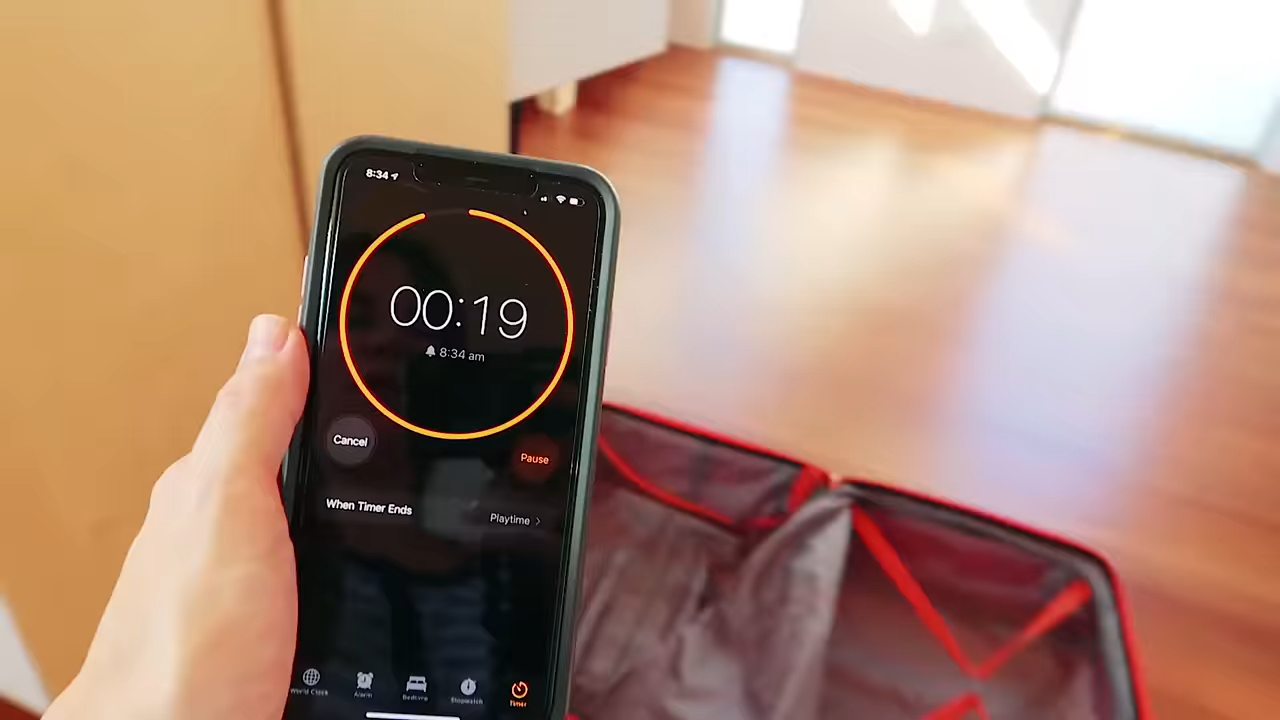 8:34
00:19
8:34 am
Cancel
Pause
When Timer Ends
Playtime >
World Clock
Alarm
Bedtime
Stopwatch
Timer